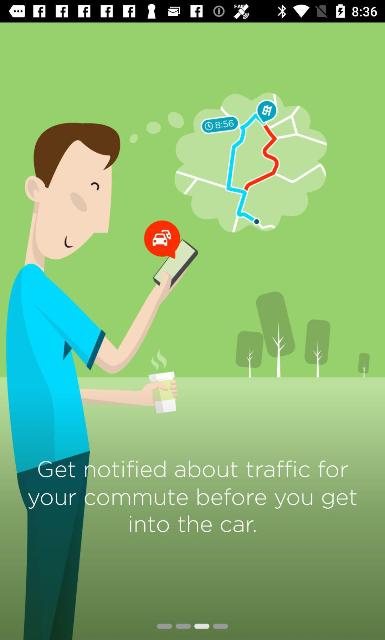 8:36
8:56
Get notified about traffic for
your commute before you get
into the car.